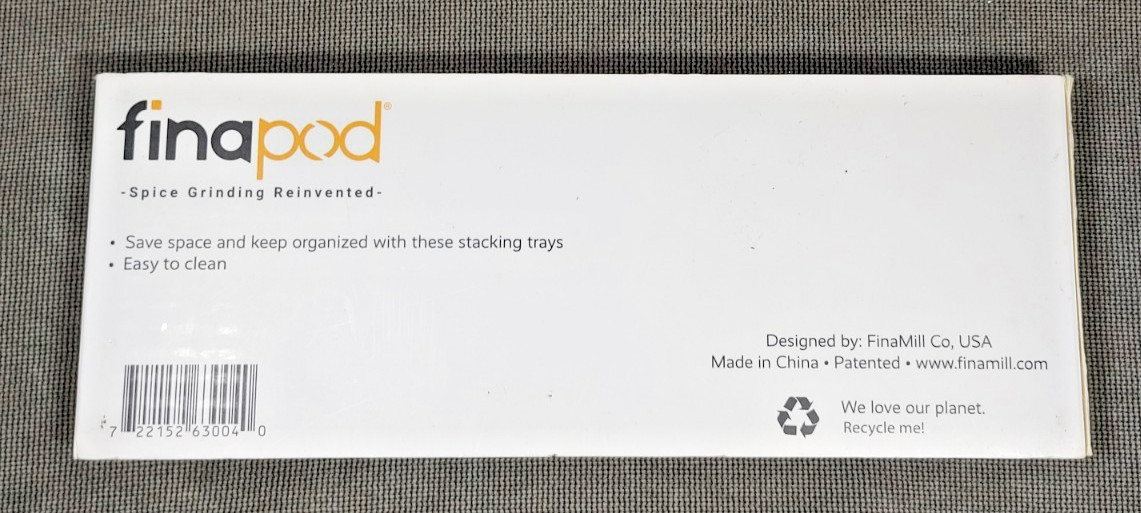 finapod®
-Spice Grinding Reinvented-
• Save space and keep organized with these stacking trays
• Easy to clean
Designed by: FinaMill Co, USA
Made in China • Patented • www.finamill.com
We love our planet.
Recycle me!
7 22152 63004 0